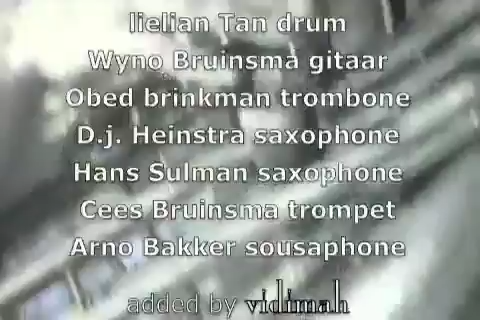 lielian Tan drum
Wyno Bruinsma gitaar
Obed brinkman trombone
D.j. Heinstra saxophone
Hans Sulman saxophone
Cees Bruinsma trompet
Arno Bakker sousaphone
added by vidimah